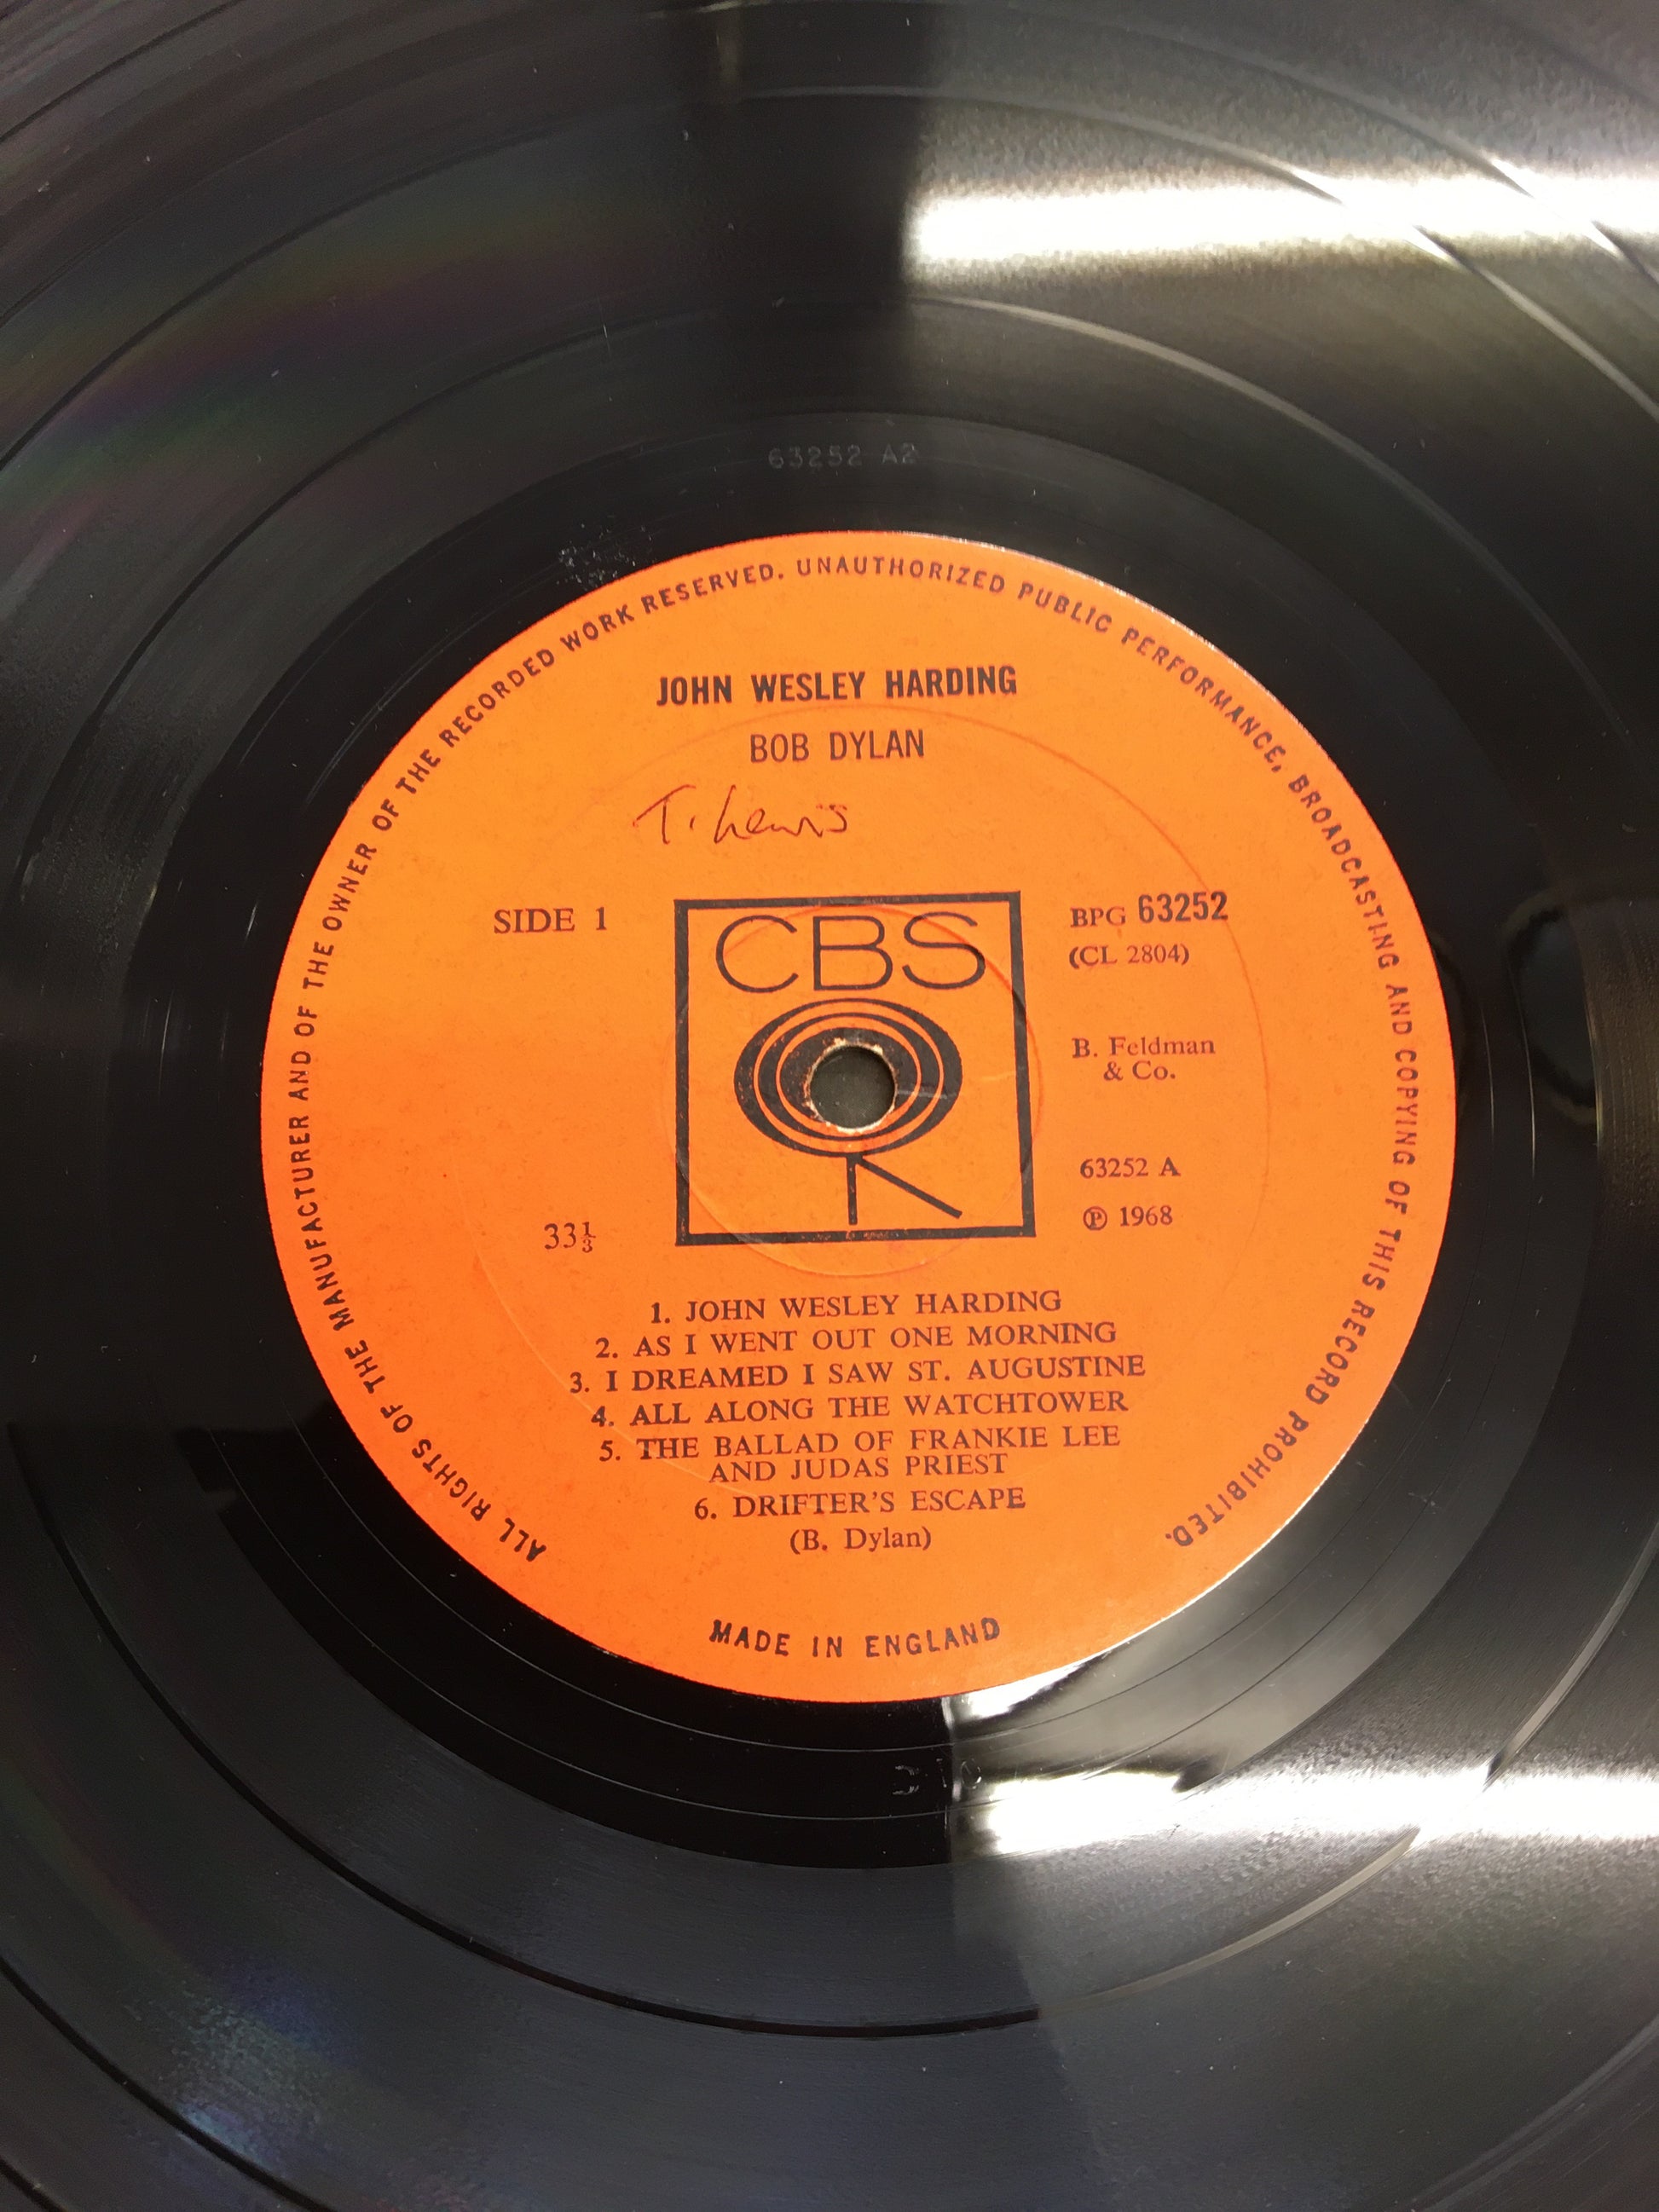 63252 A2
ALL RIGHTS OF THE MANUFACTURER AND OF THE OWNER OF THE RECORDED WORK RESERVED. UNAUTHORIZED PUBLIC PERFORMANCE, BROADCASTING AND COPYING OF THIS RECORD PROHIBITED.
JOHN WESLEY HARDING
BOB DYLAN
T. Lewis
SIDE 1
CBS
BPG 63252
(CL 2804)
B. Feldman
& Co.
63252 A
℗ 1968
33⅓
1. JOHN WESLEY HARDING
2. AS I WENT OUT ONE MORNING
3. I DREAMED I SAW ST. AUGUSTINE
4. ALL ALONG THE WATCHTOWER
5. THE BALLAD OF FRANKIE LEE
AND JUDAS PRIEST
6. DRIFTER'S ESCAPE
(B. Dylan)
MADE IN ENGLAND